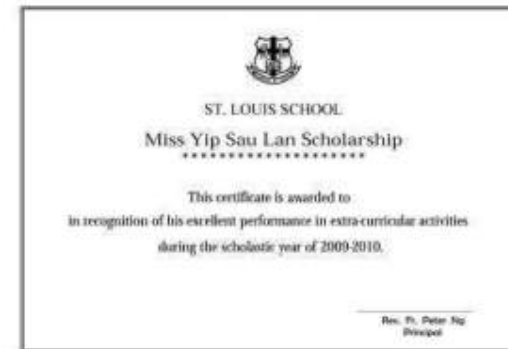 ST. LOUIS SCHOOL
Miss Yip Sau Lan Scholarship
This certificate is awarded to
in recognition of his excellent performance in extra-curricular activities
during the scholastic year of 2009-2010.
Rev. Fr. Peter Ng
Principal